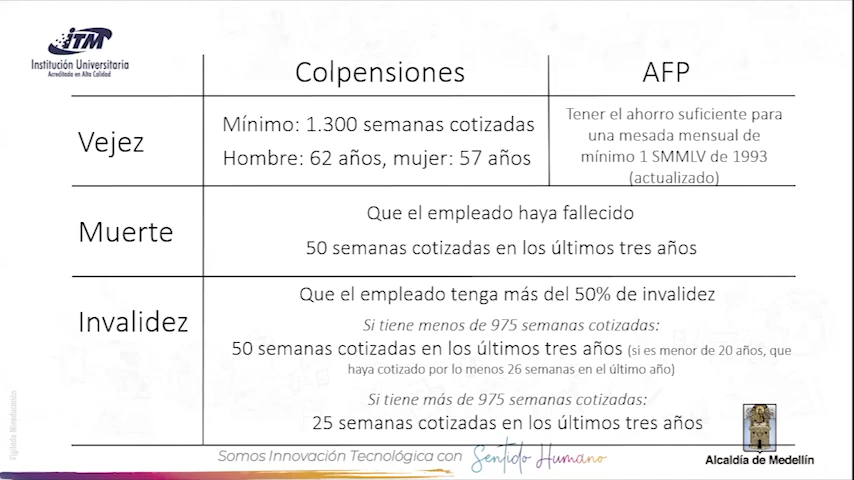 iTM
Institución Universitaria
Acreditada en Alta Calidad
Colpensiones
AFP
Vejez
Mínimo: 1.300 semanas cotizadas
Hombre: 62 años, mujer: 57 años
Tener el ahorro suficiente para
una mesada mensual de
mínimo 1 SMMLV de 1993
(actualizado)
Muerte
Que el empleado haya fallecido
50 semanas cotizadas en los últimos tres años
Invalidez
Que el empleado tenga más del 50% de invalidez
Si tiene menos de 975 semanas cotizadas:
50 semanas cotizadas en los últimos tres años (si es menor de 20 años, que
haya cotizado por lo menos 26 semanas en el último año)
Si tiene más de 975 semanas cotizadas:
25 semanas cotizadas en los últimos tres años
Vigilada Mineducación
Somos Innovación Tecnológica con Sentido Humano
Alcaldía de Medellín